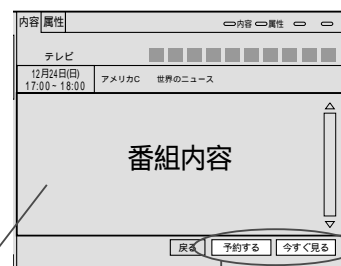 内容 属性 内容 属性
テレビ
12月24日(日) アメリカC 世界のニュース
17:00~18:00
番組内容
戻る 予約する 今すぐ見る